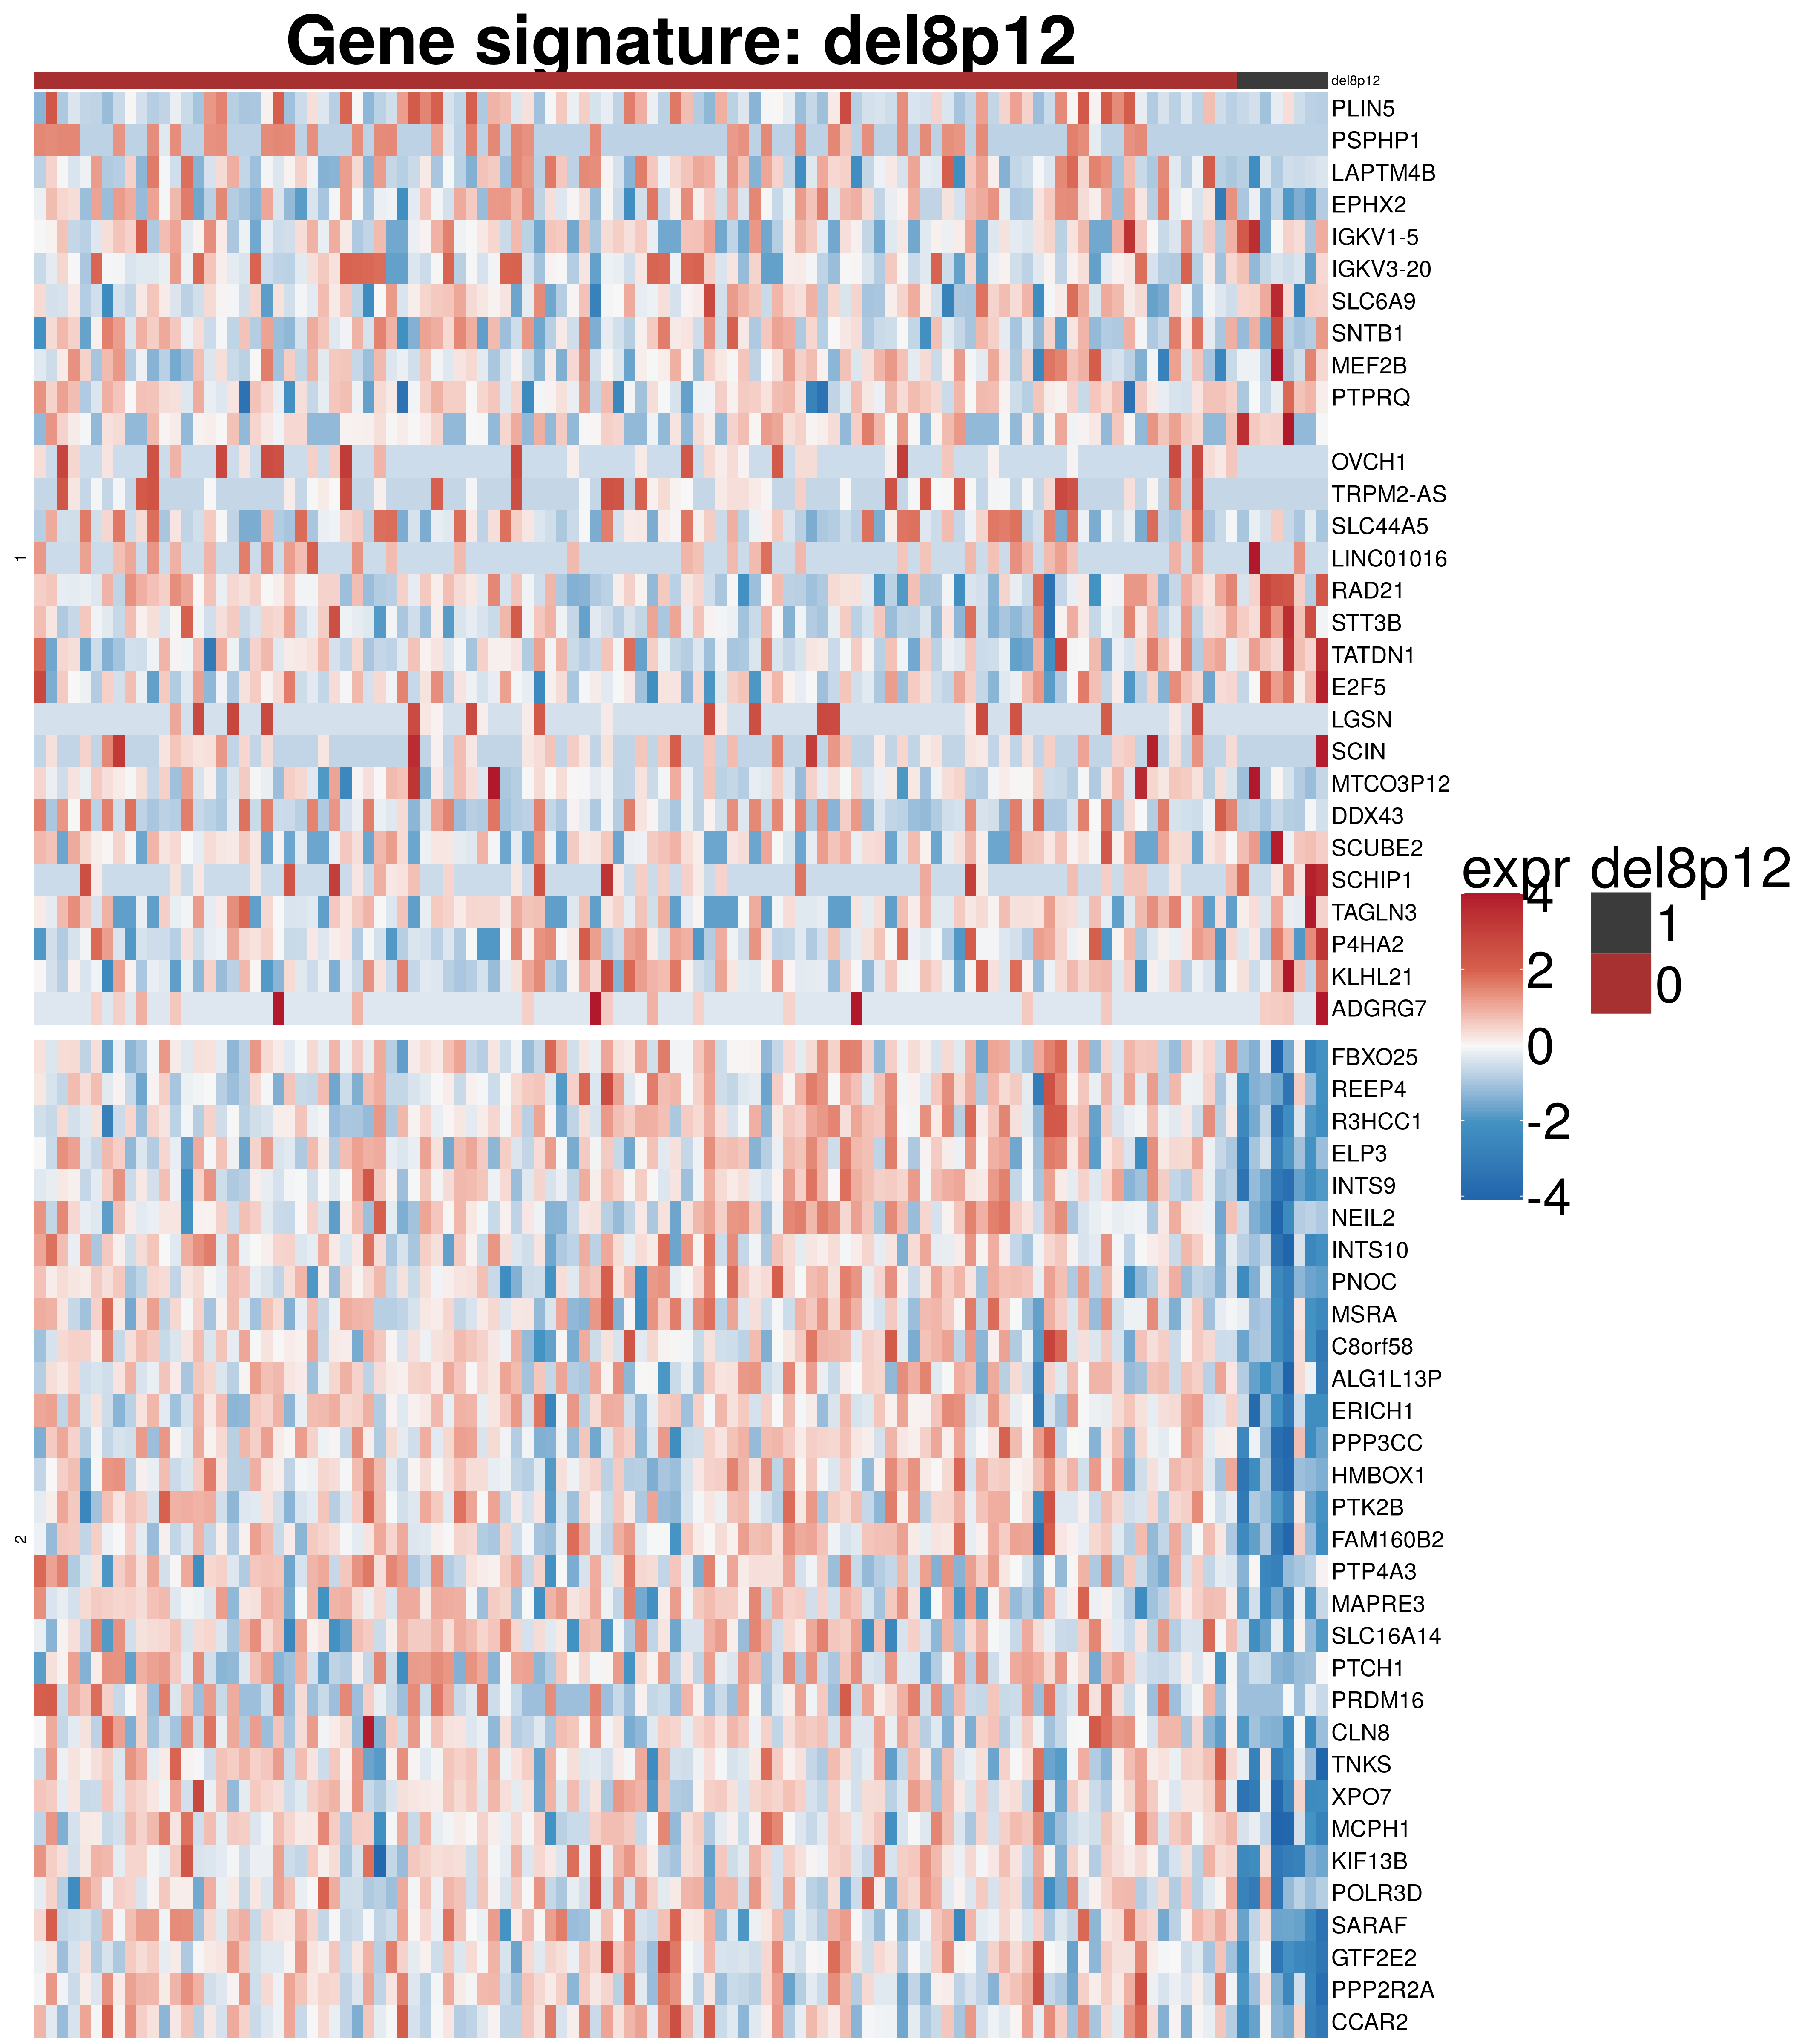 Gene signature: del8p12
del8p12
PLIN5
PSPHP1
LAPTM4B
EPHX2
IGKV1-5
IGKV3-20
SLC6A9
SNTB1
MEF2B
PTPRQ
OVCH1
TRPM2-AS
SLC44A5
1
LINC01016
RAD21
STT3B
TATDN1
E2F5
LGSN
SCIN
MTCO3P12
DDX43
SCUBE2
SCHIP1
TAGLN3
P4HA2
KLHL21
ADGRG7
expr
4
2
0
-2
-4
del8p12
1
0
FBXO25
REEP4
R3HCC1
ELP3
INTS9
NEIL2
INTS10
PNOC
MSRA
C8orf58
ALG1L13P
ERICH1
PPP3CC
HMBOX1
PTK2B
2
FAM160B2
PTP4A3
MAPRE3
SLC16A14
PTCH1
PRDM16
CLN8
TNKS
XPO7
MCPH1
KIF13B
POLR3D
SARAF
GTF2E2
PPP2R2A
CCAR2